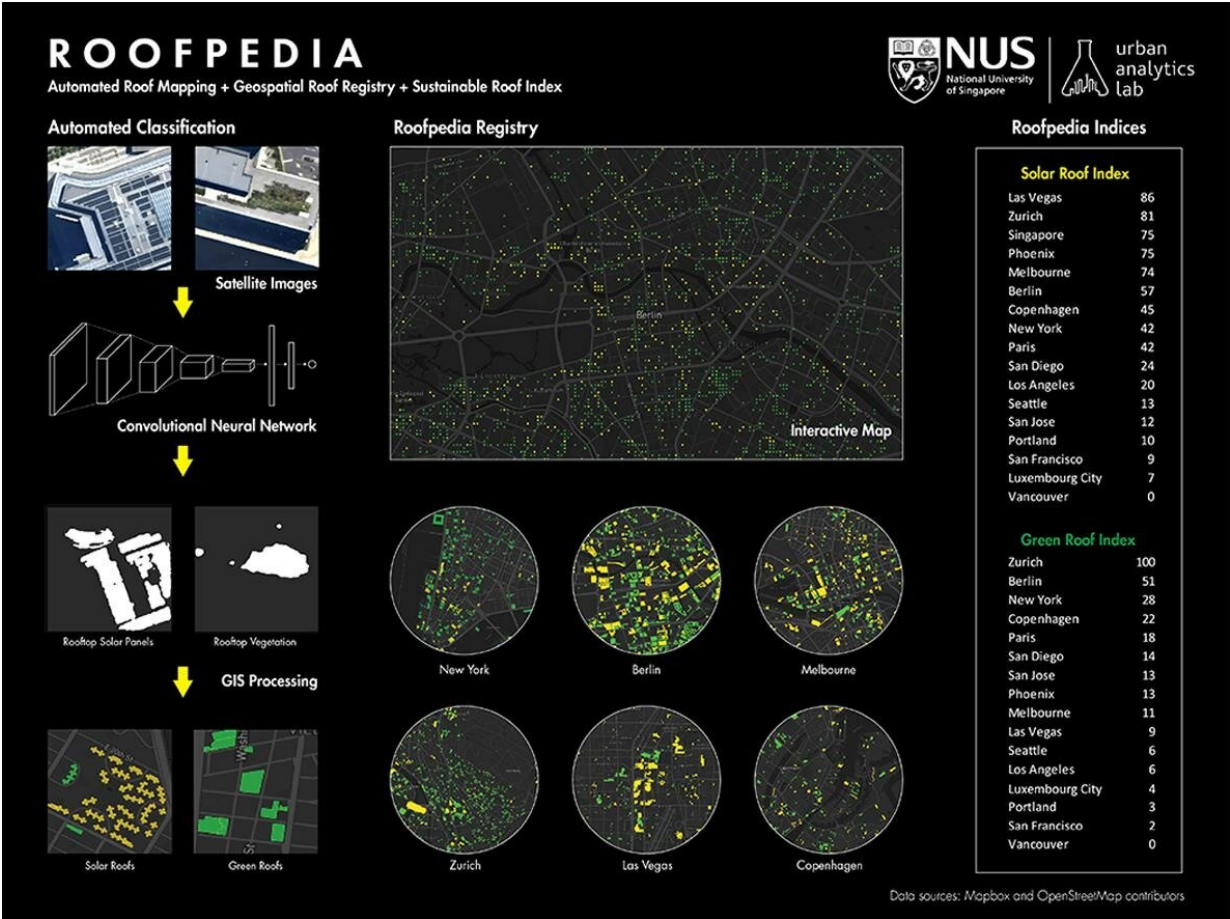 ROOFPEDIA
Automated Roof Mapping + Geospatial Roof Registry + Sustainable Roof Index
NUS
National University
of Singapore
urban
analytics
lab
Automated Classification
Satellite Images
Convolutional Neural Network
Rooftop Solar Panels
Rooftop Vegetation
GIS Processing
Solar Roofs
Green Roofs
Roofpedia Registry
Berlin
Interactive Map
New York
Berlin
Melbourne
Zurich
Las Vegas
Copenhagen
Roofpedia Indices
Solar Roof Index
Las Vegas 86
Zurich 81
Singapore 75
Phoenix 75
Melbourne 74
Berlin 57
Copenhagen 45
New York 42
Paris 42
San Diego 24
Los Angeles 20
Seattle 13
San Jose 12
Portland 10
San Francisco 9
Luxembourg City 7
Vancouver 0
Green Roof Index
Zurich 100
Berlin 51
New York 28
Copenhagen 22
Paris 18
San Diego 14
San Jose 13
Phoenix 13
Melbourne 11
Las Vegas 9
Seattle 6
Los Angeles 6
Luxembourg City 4
Portland 3
San Francisco 2
Vancouver 0
Data sources: Mapbox and OpenStreetMap contributors